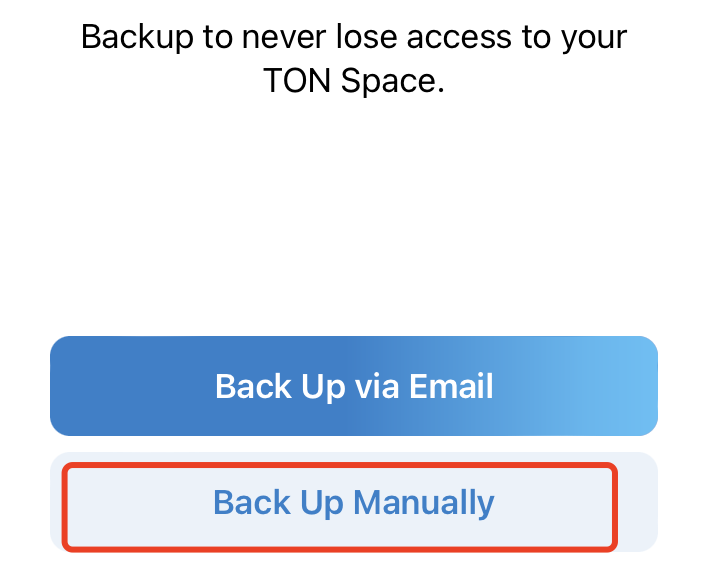 Backup to never lose access to your
TON Space.
Back Up via Email
Back Up Manually